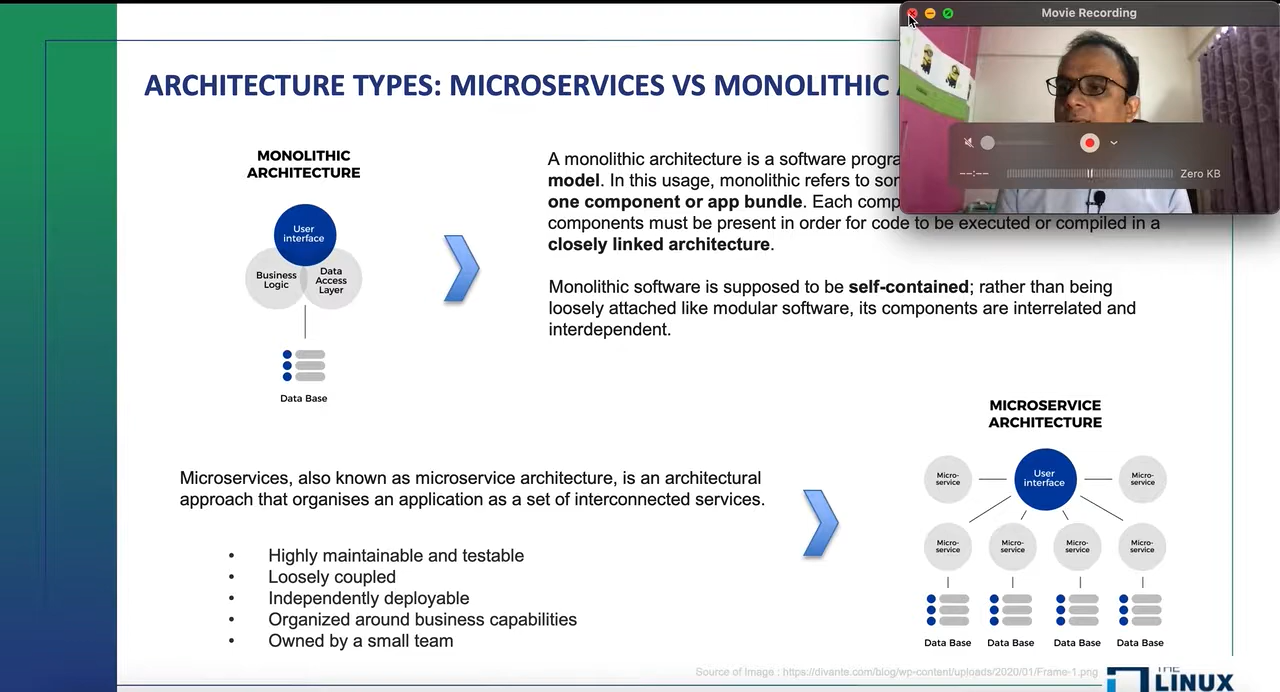 Movie Recording
--:--
Zero KB
ARCHITECTURE TYPES: MICROSERVICES VS MONOLITHIC
MONOLITHIC
ARCHITECTURE
User
interface
Business
Logic
Data
Access
Layer
Data Base
A monolithic architecture is a software
model. In this usage, monolithic refers to
one component or app bundle. Each
components must be present in order for code to be executed or compiled in a
closely linked architecture.
Monolithic software is supposed to be self-contained; rather than being
loosely attached like modular software, its components are interrelated and
interdependent.
Microservices, also known as microservice architecture, is an architectural
approach that organises an application as a set of interconnected services.
• Highly maintainable and testable
• Loosely coupled
• Independently deployable
• Organized around business capabilities
• Owned by a small team
MICROSERVICE
ARCHITECTURE
Micro-
service
User
interface
Micro-
service
Micro-
service
Micro-
service
Micro-
service
Micro-
service
Data Base
Data Base
Data Base
Data Base
Source of Image : https://divante.com/blog/wp-content/uploads/2020/01/Frame-1.png
THE
LINUX